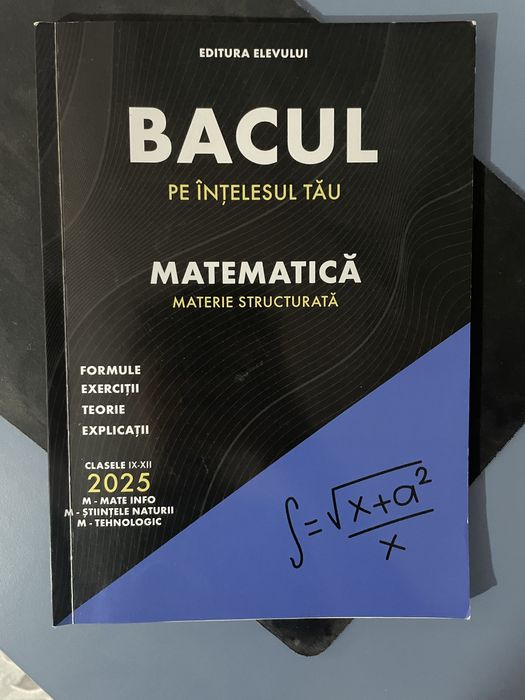 EDITURA ELEVULUI
BACUL
PE ÎNȚELESUL TĂU
MATEMATICĂ
MATERIE STRUCTURATĂ
FORMULE
EXERCIȚII
TEORIE
EXPLICAȚII
CLASELE IX-XII
2025
M - MATE INFO
M - ȘTIINȚELE NATURII
M - TEHNOLOGIC
∫=√x+a²
x